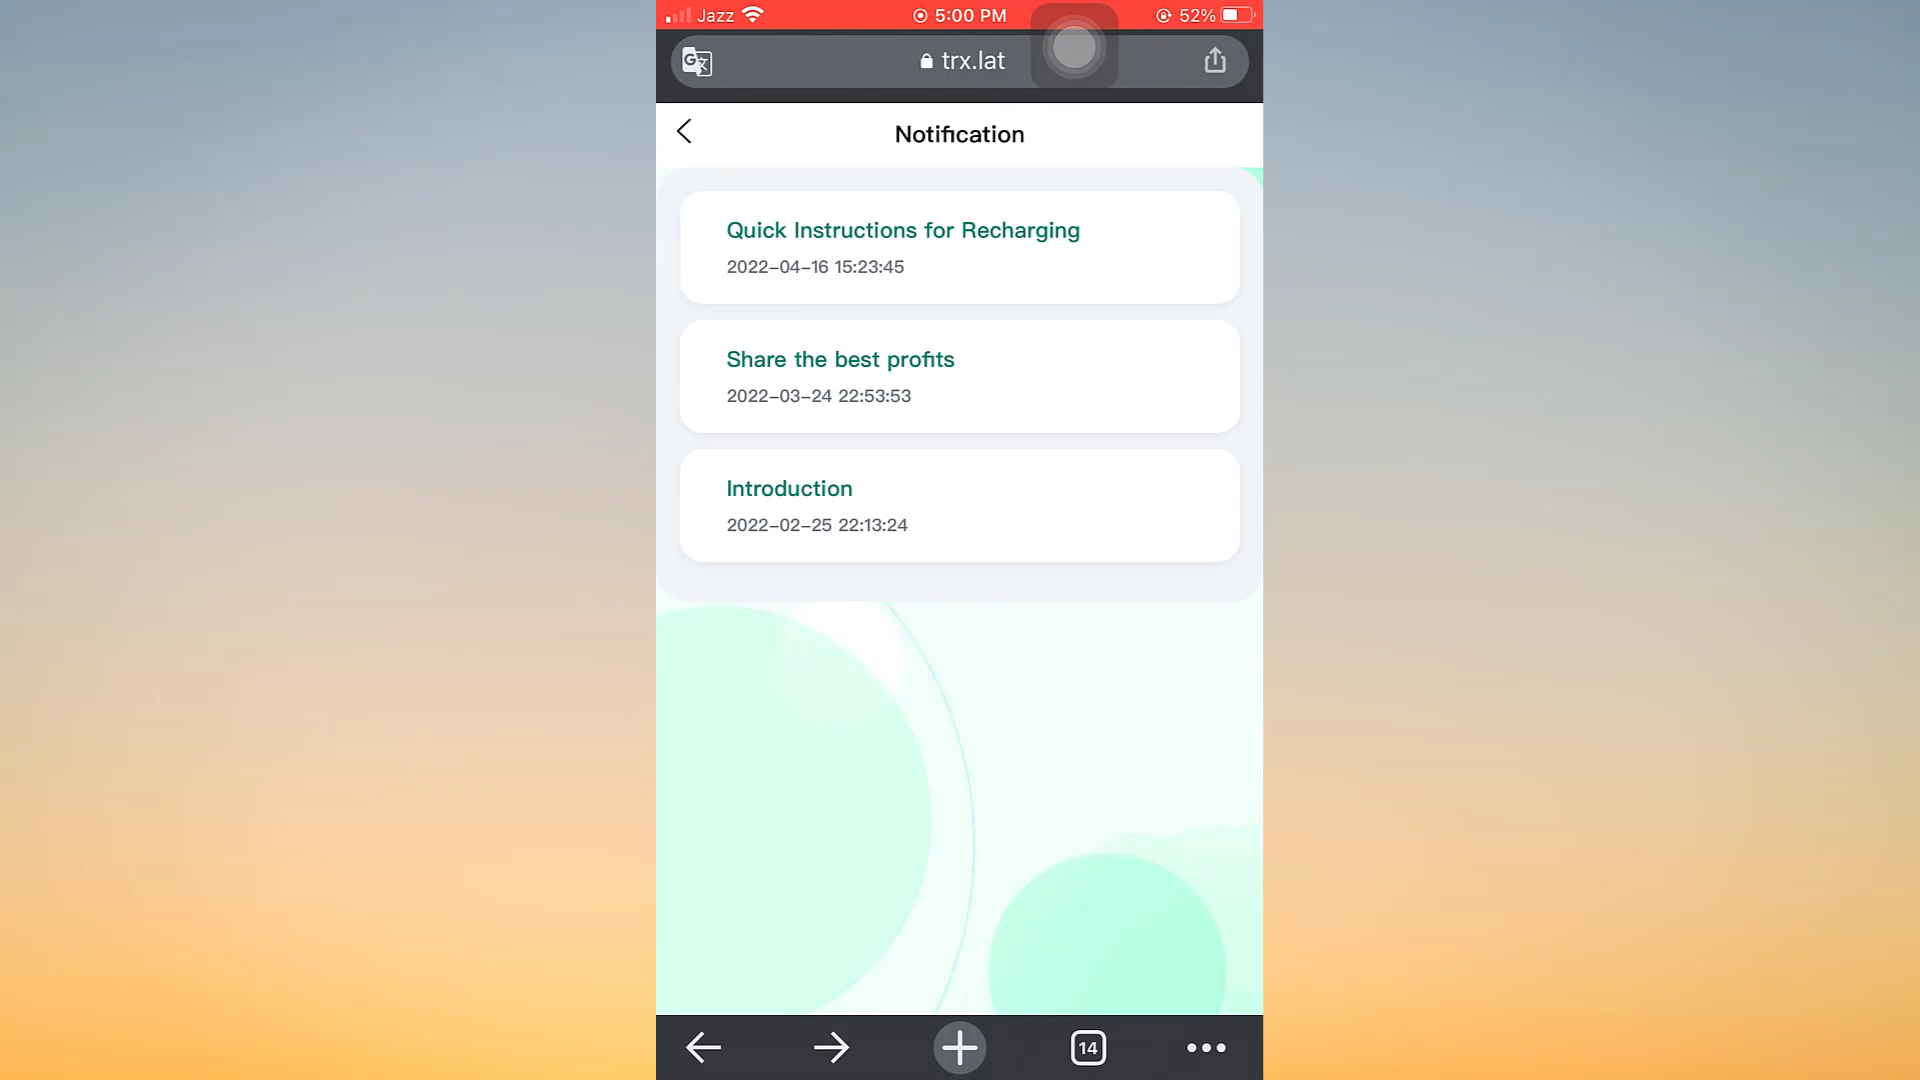 Jazz 5:00 PM 52%
trx.lat
Notification
Quick Instructions for Recharging
2022-04-16 15:23:45
Share the best profits
2022-03-24 22:53:53
Introduction
2022-02-25 22:13:24
14